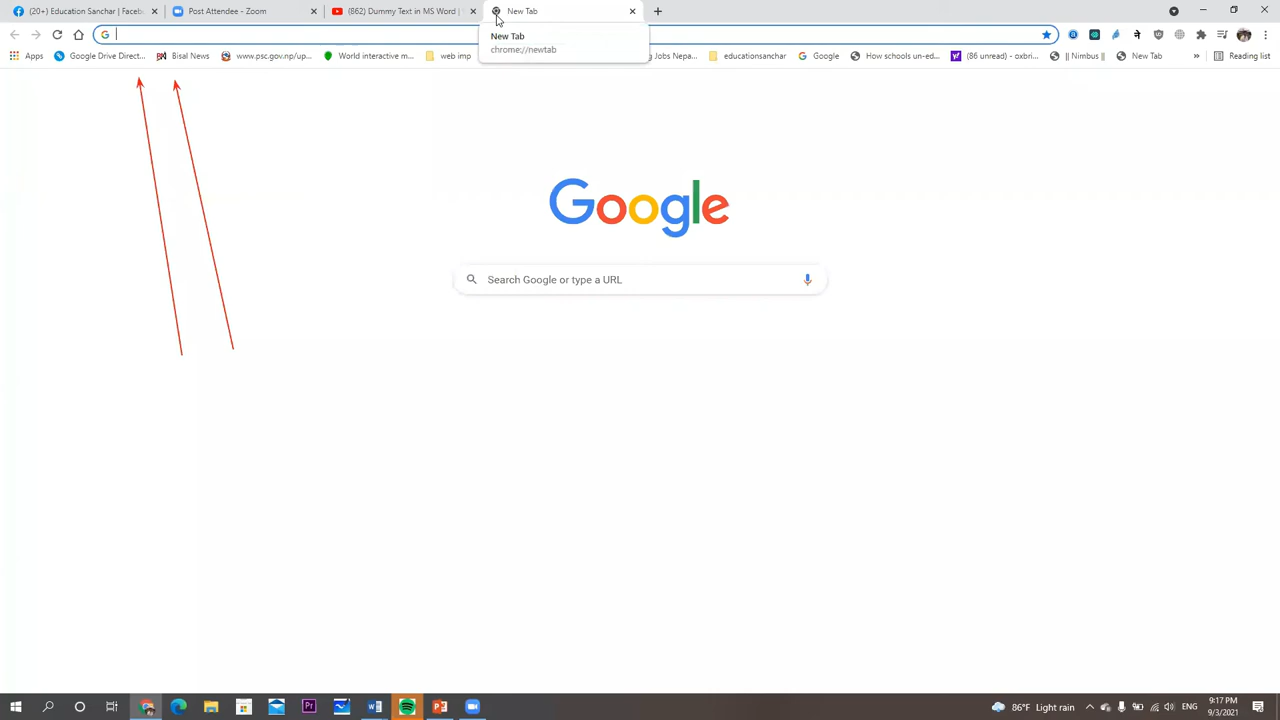 (20+) Education Sanchar | Faceb
Post Attendee - Zoom
(862) Dummy Text in MS Word |
New Tab
New Tab
chrome://newtab
Apps
Google Drive Direct...
Bisal News
www.psc.gov.np/up...
World interactive m...
web imp
g Jobs Nepa...
educationsanchar
Google
How schools un-ed...
(86 unread) - oxbri...
|| Nimbus ||
New Tab
»
Reading list
Google
Search Google or type a URL
86°F Light rain
9:17 PM
9/3/2021